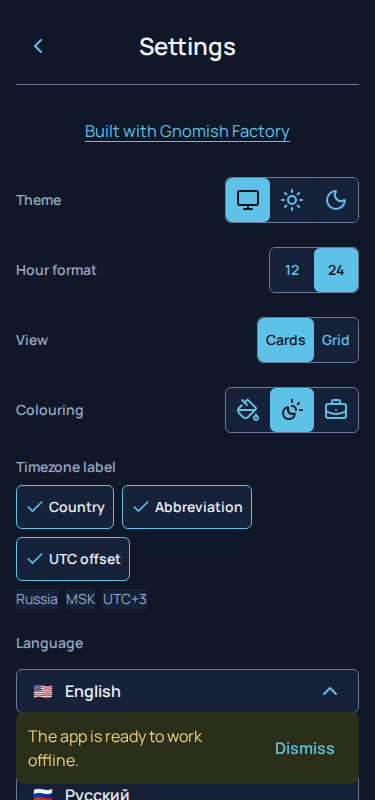 Settings
Built with Gnomish Factory
Theme
Hour format
12
24
View
Cards
Grid
Colouring
Timezone label
Country
Abbreviation
UTC offset
Russia MSK UTC+3
Language
English
The app is ready to work
offline.
Dismiss
Русский